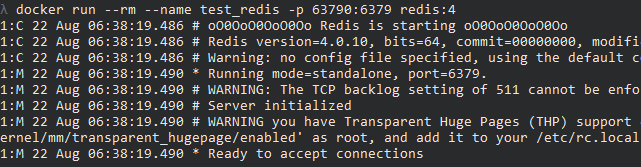 λ docker run --rm --name test_redis -p 63790:6379 redis:4
1:C 22 Aug 06:38:19.486 # oO0OoO0OoO0Oo Redis is starting oO0OoO0OoO0Oo
1:C 22 Aug 06:38:19.486 # Redis version=4.0.10, bits=64, commit=00000000, modifi
1:C 22 Aug 06:38:19.486 # Warning: no config file specified, using the default c
1:M 22 Aug 06:38:19.490 * Running mode=standalone, port=6379.
1:M 22 Aug 06:38:19.490 # WARNING: The TCP backlog setting of 511 cannot be enfo
1:M 22 Aug 06:38:19.490 # Server initialized
1:M 22 Aug 06:38:19.490 # WARNING you have Transparent Huge Pages (THP) support
ernel/mm/transparent_hugepage/enabled' as root, and add it to your /etc/rc.local
1:M 22 Aug 06:38:19.490 * Ready to accept connections